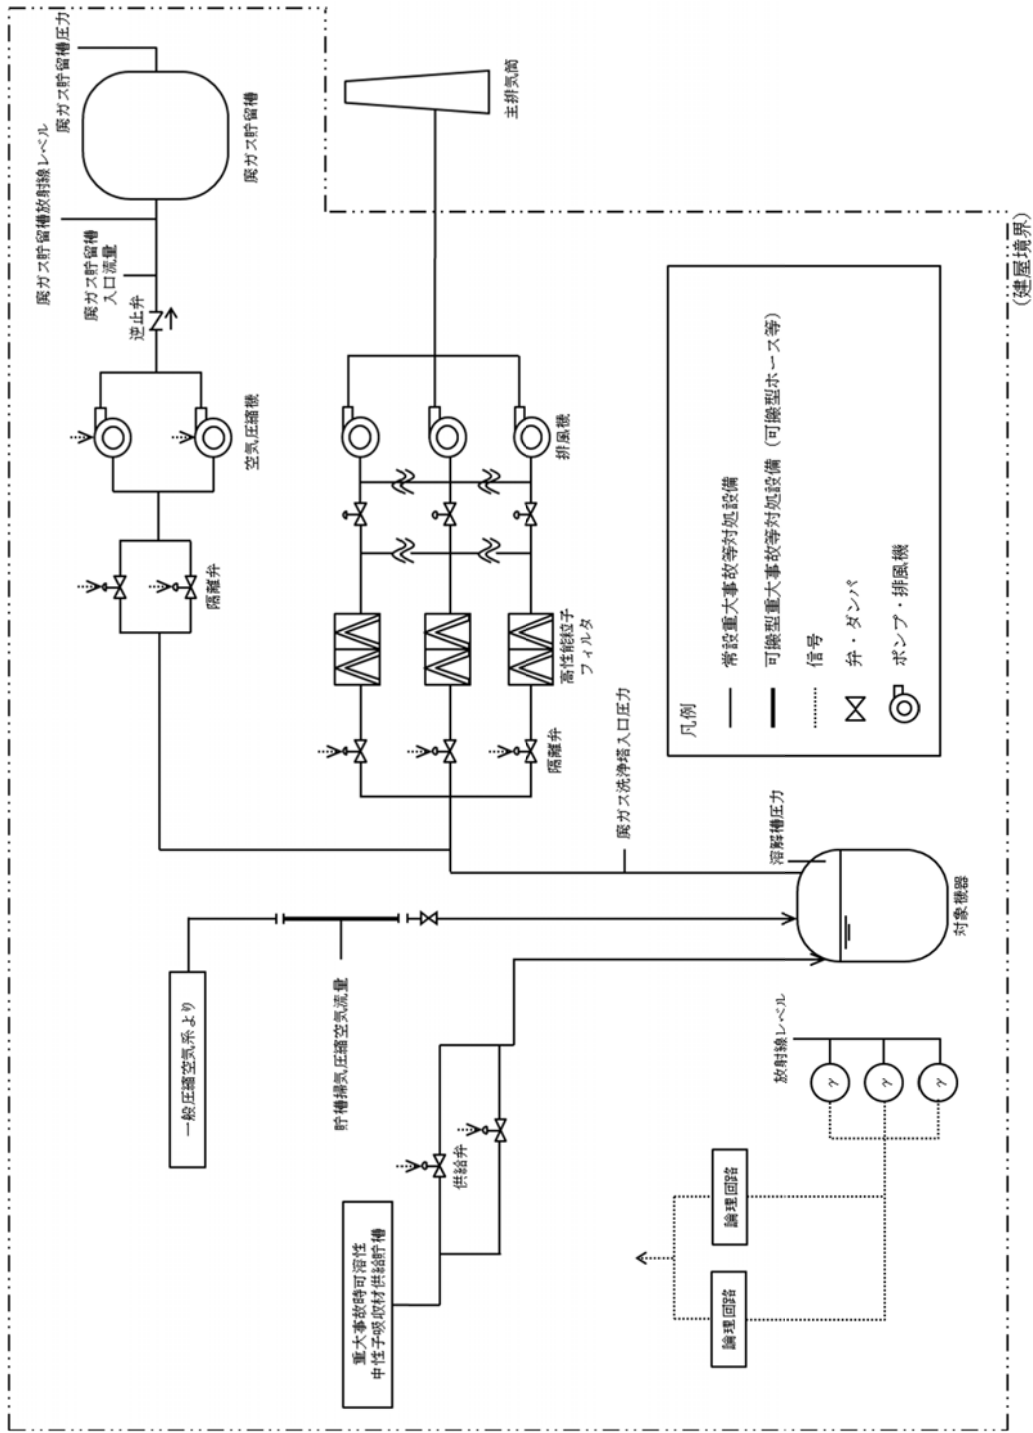 廃ガス貯留槽圧力
廃ガス貯留槽放射線レベル
廃ガス貯留槽
入口流量
逆止弁
廃ガス貯留槽
空気圧縮機
隔離弁
主排気筒
排風機
高性能粒子
フィルタ
隔離弁
廃ガス洗浄塔入口圧力
溶解槽圧力
対象機器
一般圧縮空気系より
貯槽掃気圧縮空気流量
供給弁
重大事故時可溶性
中性子吸収材供給貯槽
放射線レベル
γ
γ
γ
論理回路
論理回路
凡例
常設重大事故等対処設備
可搬型重大事故等対処設備(可搬型ホース等)
信号
弁・ダンパ
ポンプ・排風機
(建屋境界)